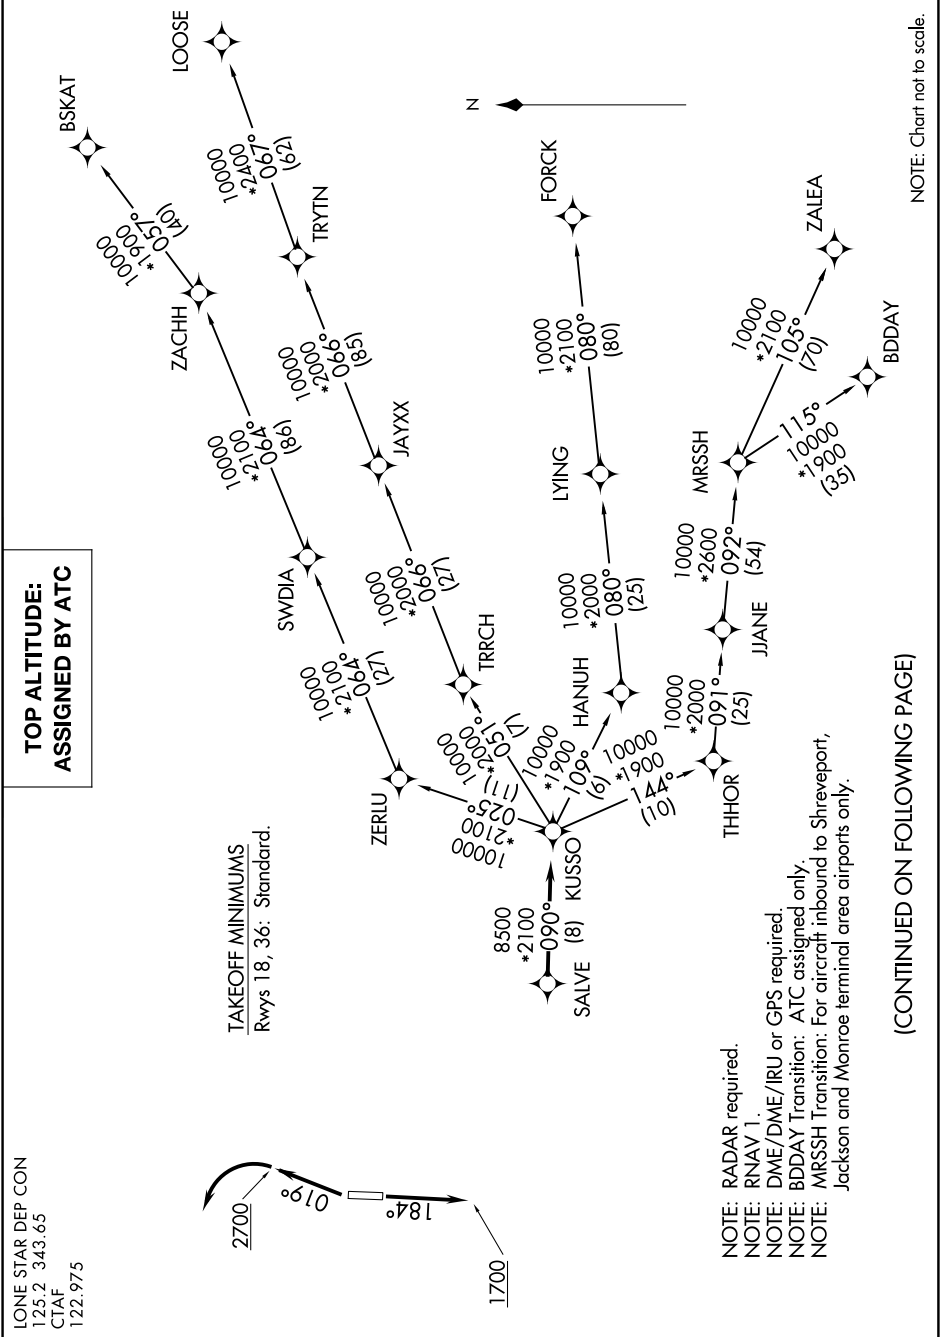 LONE STAR DEP CON
125.2 343.65
CTAF
122.975
TOP ALTITUDE:
ASSIGNED BY ATC
TAKEOFF MINIMUMS
Rwys 18, 36: Standard.
2700
019°
184°
1700
SALVE
8500
*2100
090°
(8)
KUSSO
10000
*2100
025°
(11)
ZERLU
10000
*2100
064°
(27)
SWDIA
10000
*2100
064°
(86)
ZACHH
10000
*1900
057°
(40)
BSKAT
10000
*2000
051°
(7)
TRRCH
10000
*2000
066°
(27)
JAYXX
10000
*2000
066°
(85)
TRYTN
10000
*2400
067°
(62)
LOOSE
N
10000
*1900
109°
(6)
HANUH
10000
*2000
080°
(25)
LYING
10000
*2100
080°
(80)
FORCK
10000
*1900
144°
(10)
THHOR
10000
*2000
091°
(25)
JJANE
10000
*2600
092°
(54)
MRSSH
10000
*2100
105°
(70)
ZALEA
115°
10000
*1900
(35)
BDDAY
NOTE: RADAR required.
NOTE: RNAV 1.
NOTE: DME/DME/IRU or GPS required.
NOTE: BDDAY Transition: ATC assigned only.
NOTE: MRSSH Transition: For aircraft inbound to Shreveport,
Jackson and Monroe terminal area airports only.
(CONTINUED ON FOLLOWING PAGE)
NOTE: Chart not to scale.